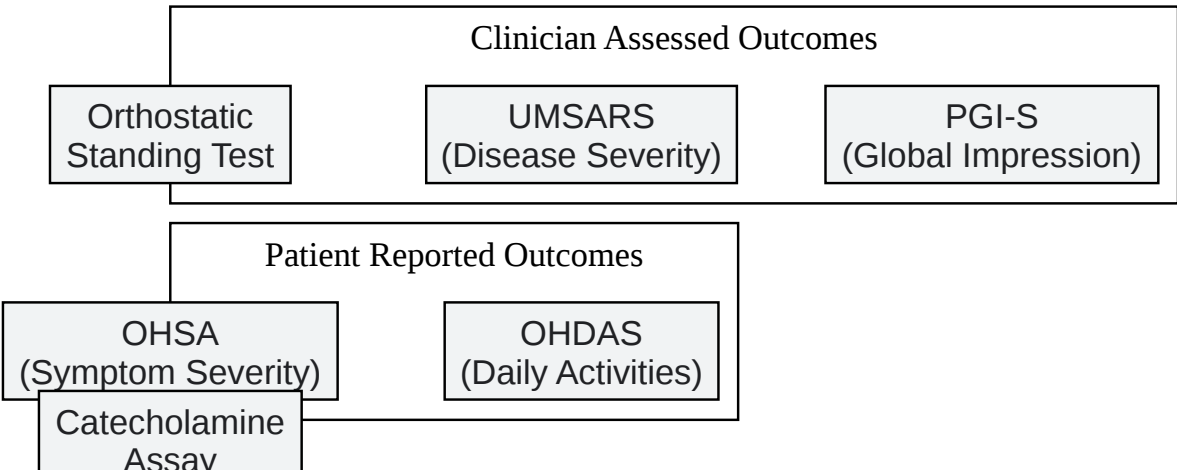 Clinician Assessed Outcomes
Orthostatic
Standing Test
UMSARS
(Disease Severity)
PGI-S
(Global Impression)
Patient Reported Outcomes
OHSA
(Symptom Severity)
OHDAS
(Daily Activities)
Catecholamine
Assay